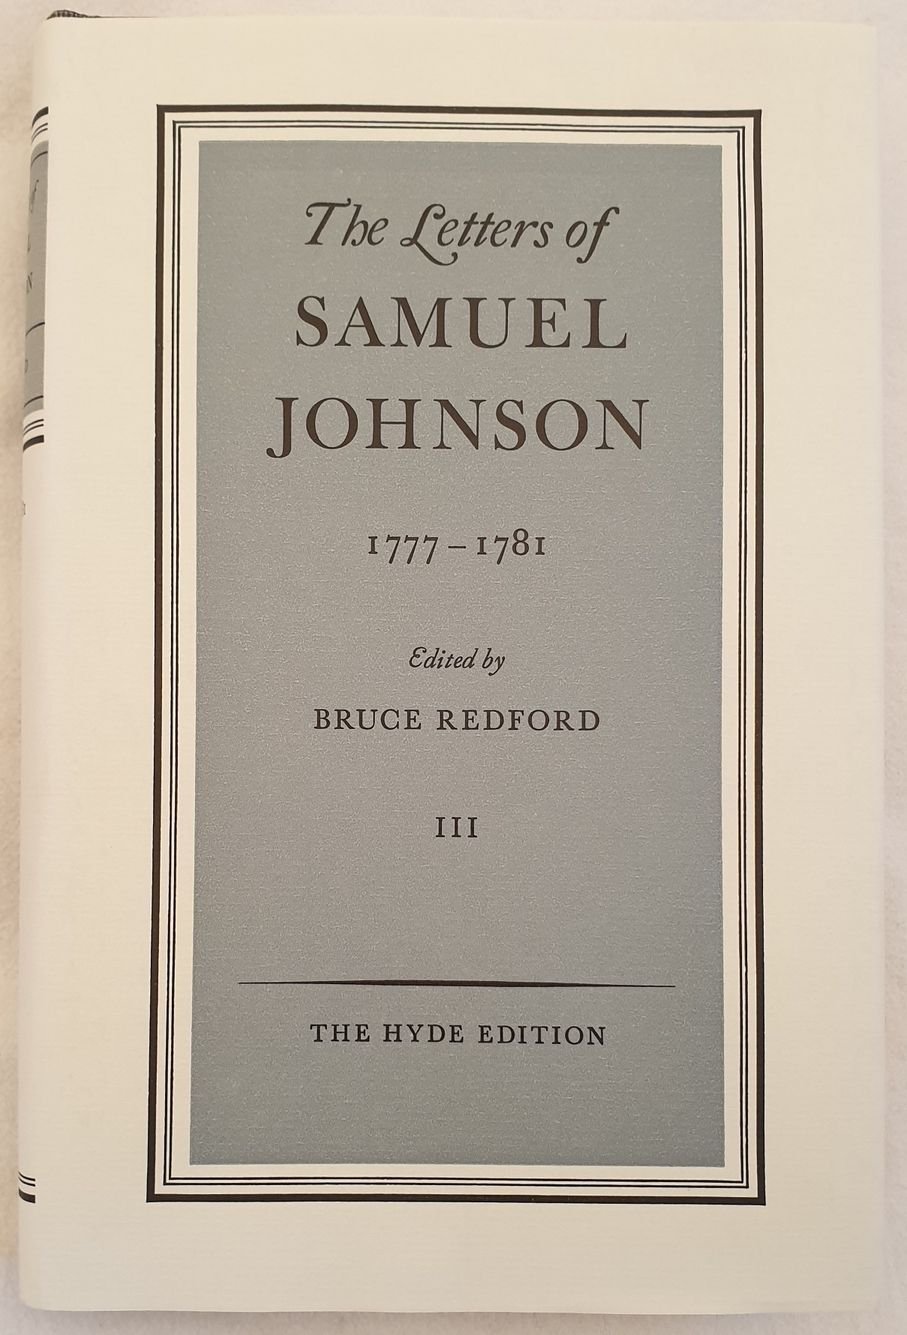 The Letters of
SAMUEL
JOHNSON
1777–1781
Edited by
BRUCE REDFORD
III
THE HYDE EDITION